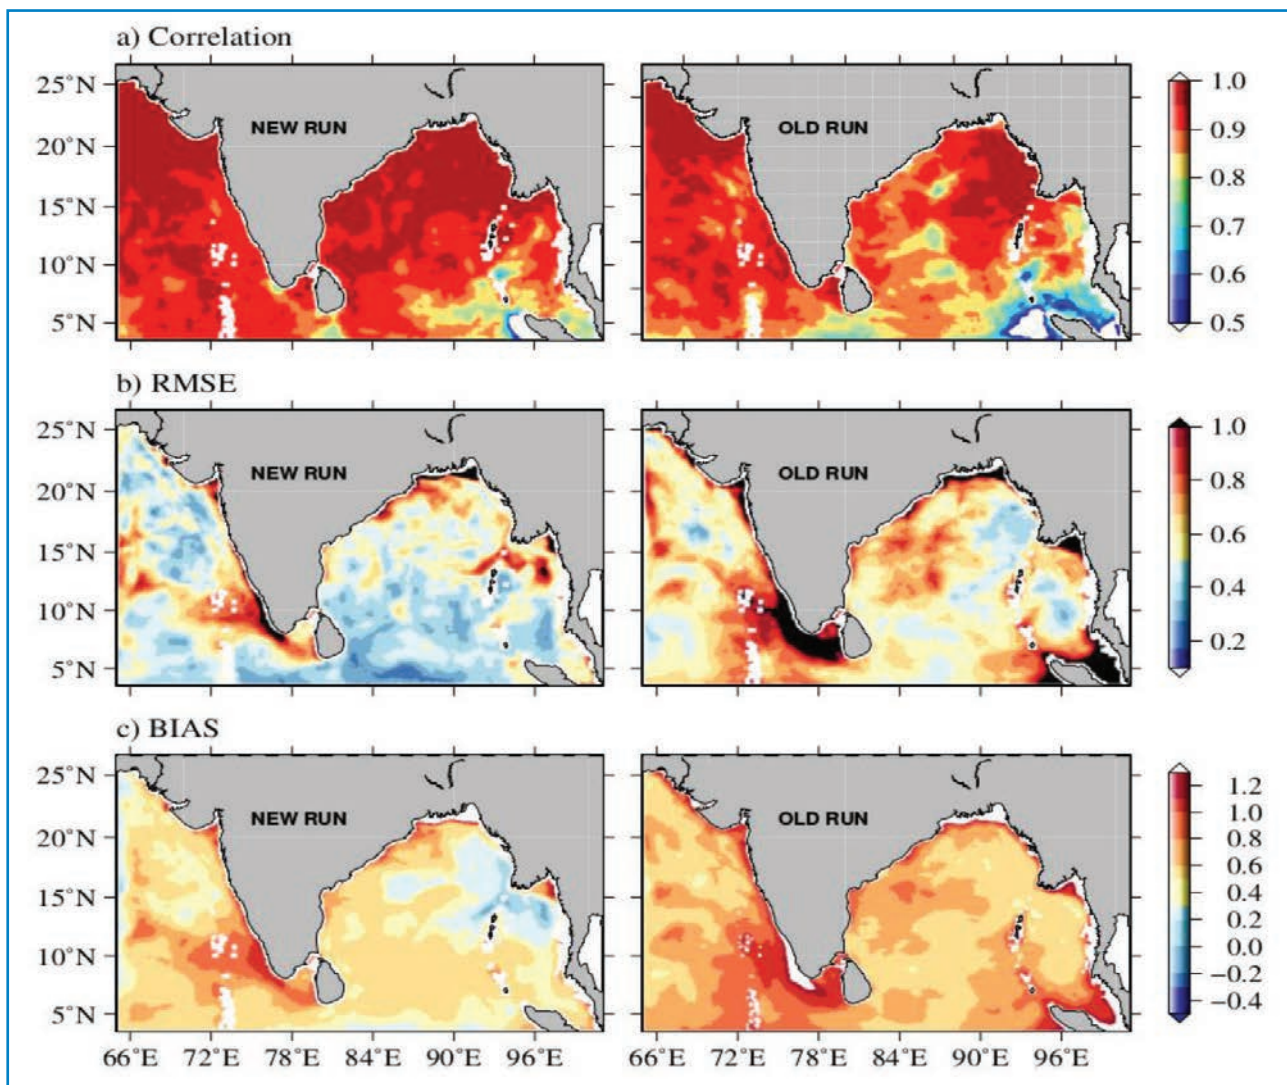 a) Correlation
25°N
20°N
15°N
10°N
5°N
NEW RUN
OLD RUN
1.0
0.9
0.8
0.7
0.6
0.5
b) RMSE
25°N
20°N
15°N
10°N
5°N
NEW RUN
OLD RUN
1.0
0.8
0.6
0.4
0.2
c) BIAS
25°N
20°N
15°N
10°N
5°N
NEW RUN
OLD RUN
1.2
1.0
0.8
0.6
0.4
0.2
0.0
−0.2
−0.4
66°E 72°E 78°E 84°E 90°E 96°E 66°E 72°E 78°E 84°E 90°E 96°E